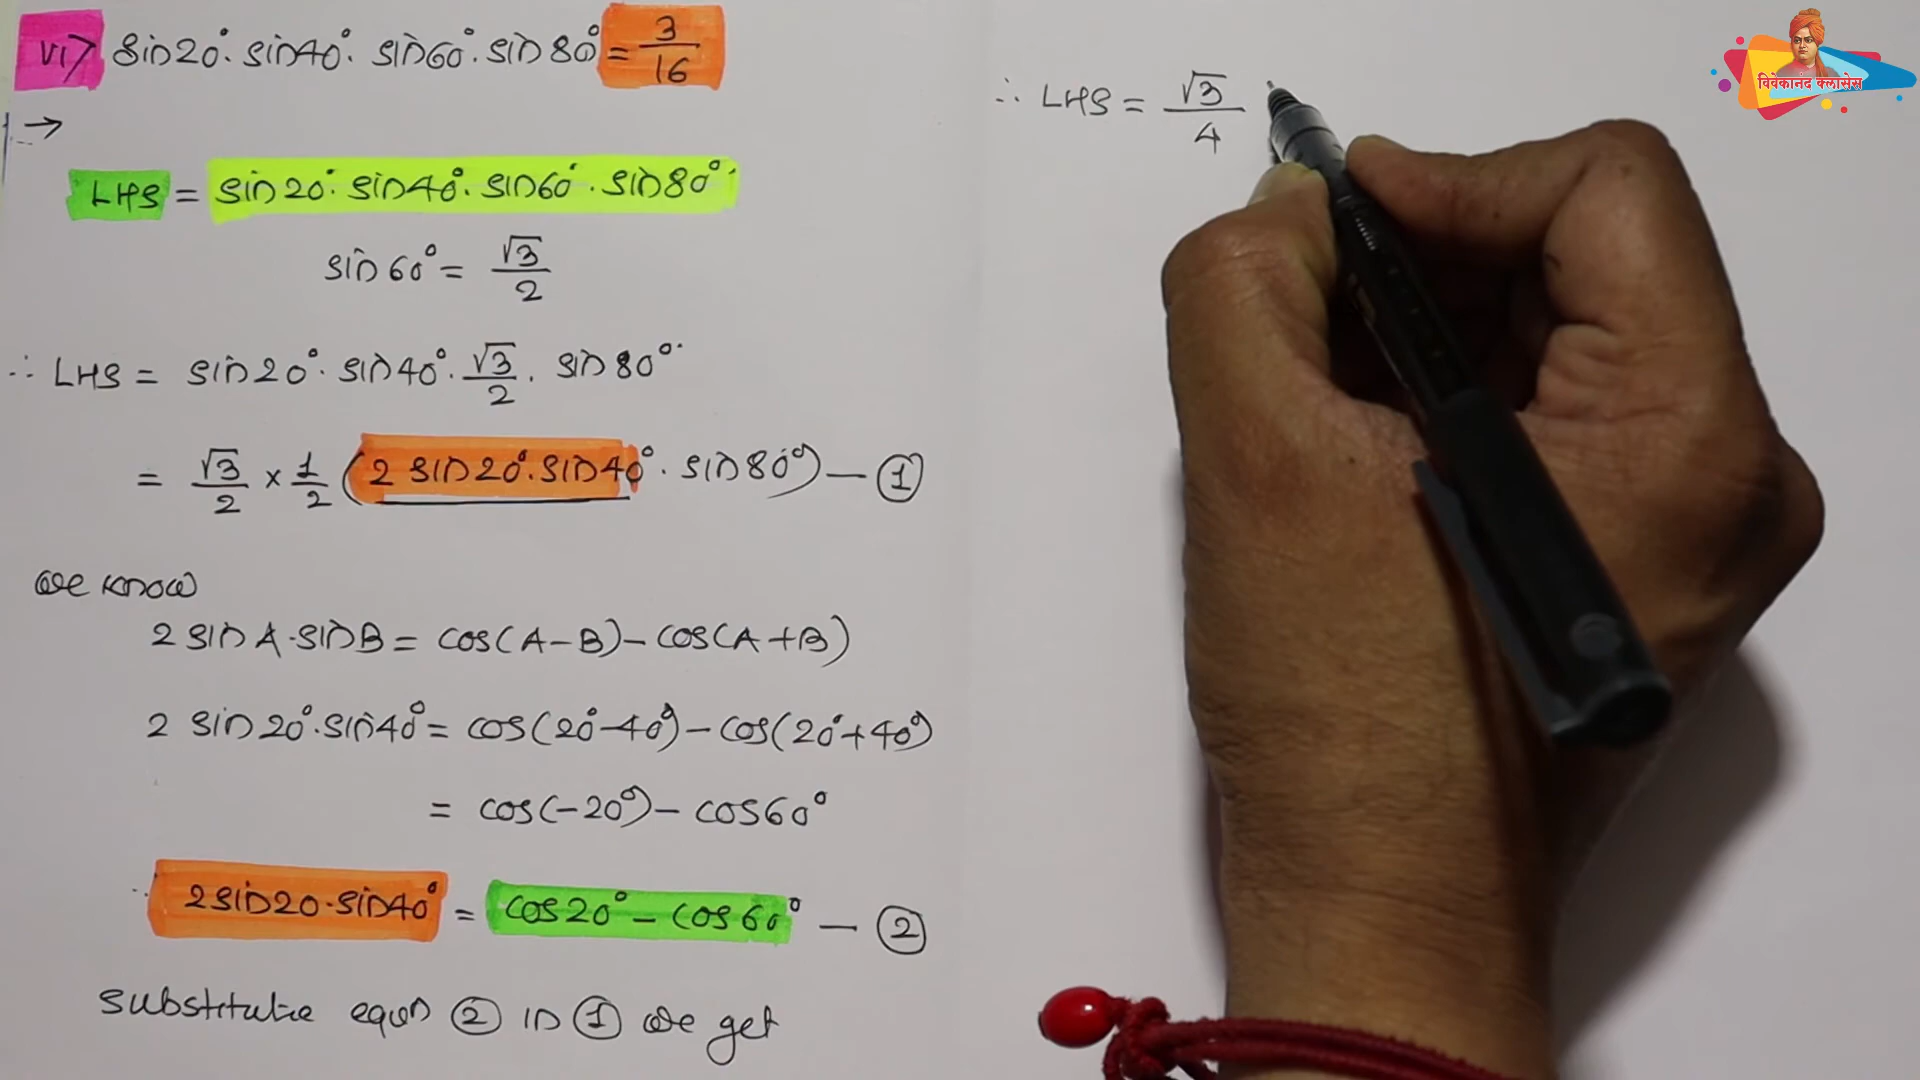 vi) sin20°. sin40°. sin60°. sin80° = 3/16
→
LHS = sin20°. sin40°. sin60°. sin80°
sin60° = √3/2
∴ LHS = sin20°. sin40°. √3/2. sin80°
= √3/2 × 1/2 (2 sin20°. sin40°. sin80°) — ①
we know
2 sinA·sinB = cos(A-B) - cos(A+B)
2 sin20°.sin40° = cos(20°-40°) - cos(20°+40°)
= cos(-20°) - cos60°
∴ 2sin20·sin40° = cos20° - cos60° — ②
substitute equn ② in ① we get
∴ LHS = √3/4
विवेकानंद क्लासेस